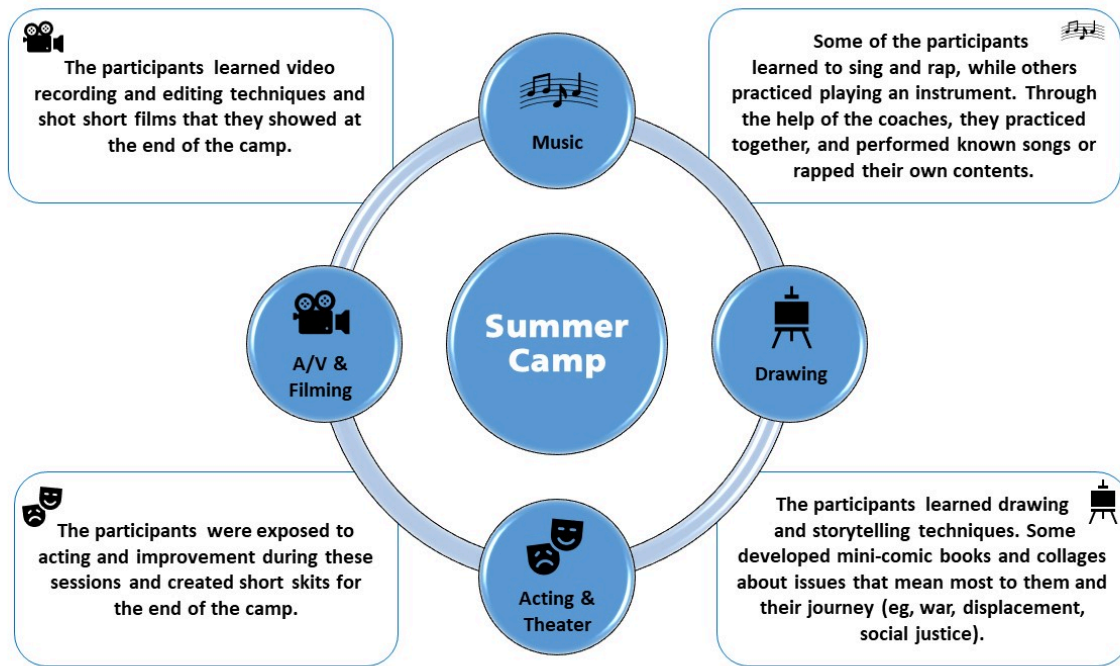 The participants learned video
recording and editing techniques and
shot short films that they showed at
the end of the camp.
Music
Some of the participants
learned to sing and rap, while others
practiced playing an instrument. Through
the help of the coaches, they practiced
together, and performed known songs or
rapped their own contents.
A/V &
Filming
Summer
Camp
Drawing
The participants were exposed to
acting and improvement during these
sessions and created short skits for
the end of the camp.
Acting &
Theater
The participants learned drawing
and storytelling techniques. Some
developed mini-comic books and collages
about issues that mean most to them and
their journey (eg, war, displacement,
social justice).